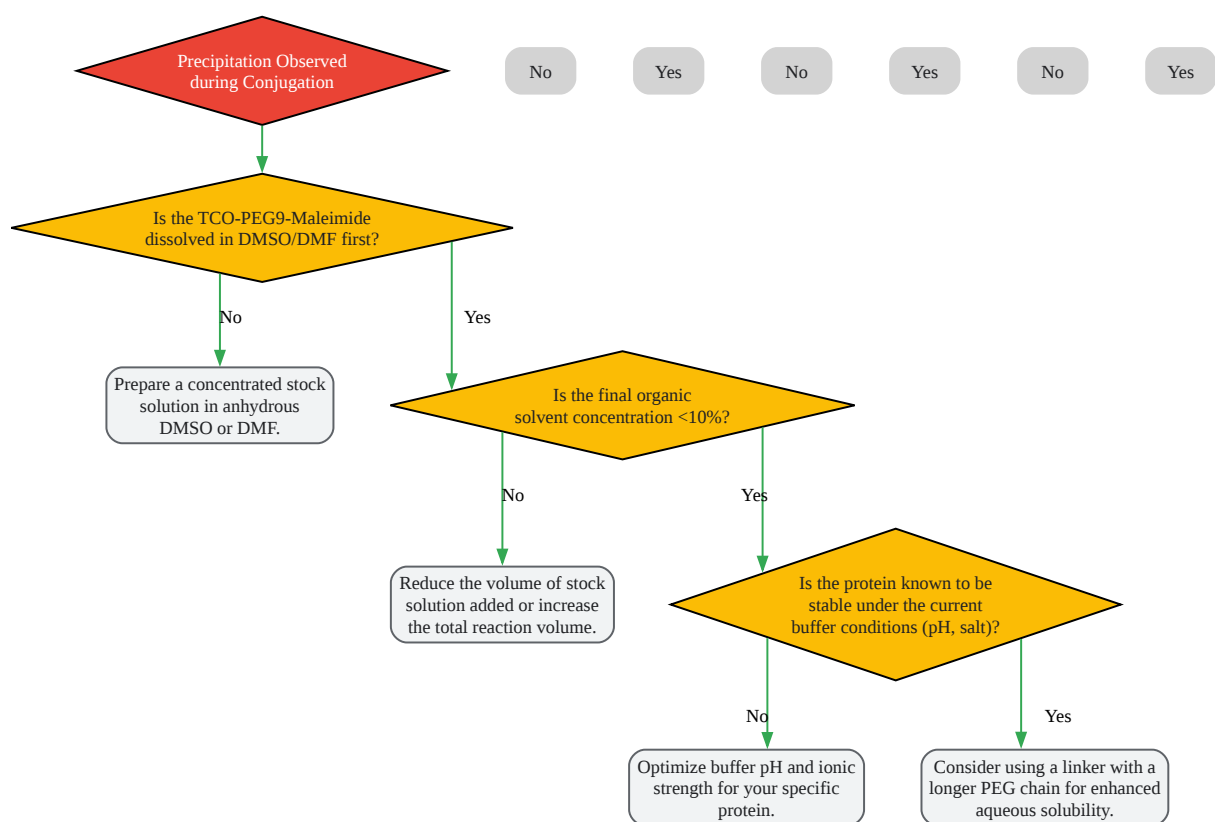 Precipitation Observed
during Conjugation
No
Yes
No
Yes
No
Yes
Is the TCO-PEG9-Maleimide
dissolved in DMSO/DMF first?
No
Yes
Prepare a concentrated stock
solution in anhydrous
DMSO or DMF.
Is the final organic
solvent concentration <10%?
No
Yes
Reduce the volume of stock
solution added or increase
the total reaction volume.
Is the protein known to be
stable under the current
buffer conditions (pH, salt)?
No
Yes
Optimize buffer pH and ionic
strength for your specific
protein.
Consider using a linker with a
longer PEG chain for enhanced
aqueous solubility.